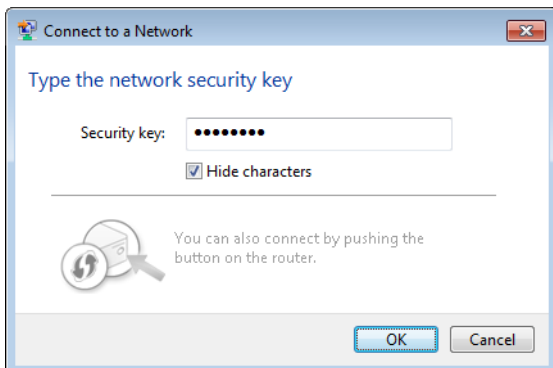 Connect to a Network
Type the network security key
Security key: ••••••••
Hide characters
You can also connect by pushing the
button on the router.
OK Cancel